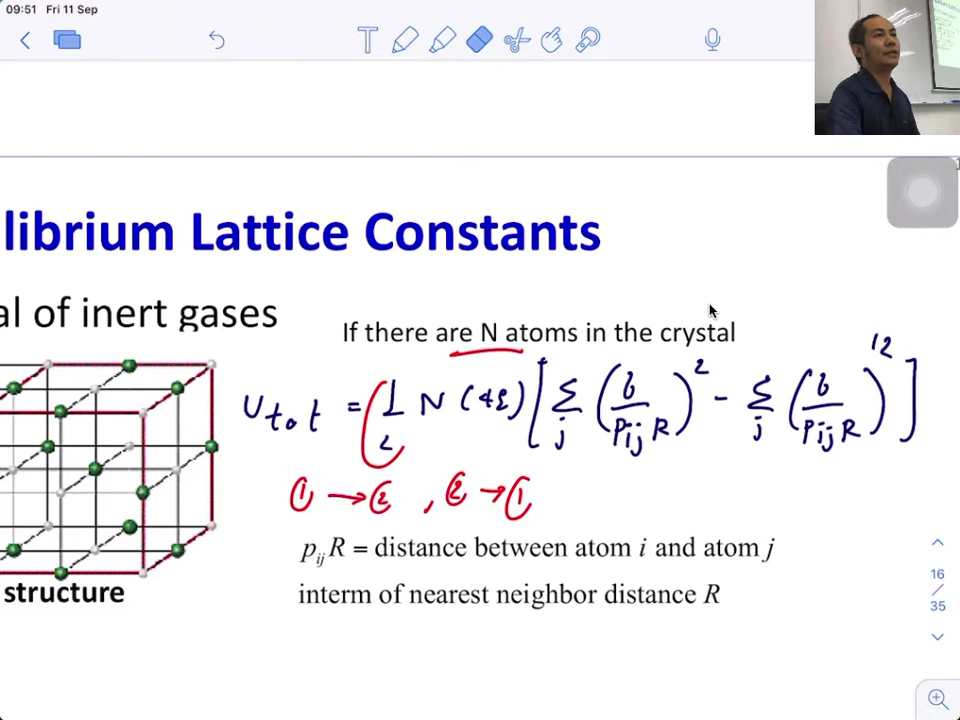 09:51 Fri 11 Sep
librium Lattice Constants
al of inert gases
If there are N atoms in the crystal
U_tot = 1/2 N (4ε) [ Σ_j (σ/(P_ij R))^2 - Σ_j (σ/(P_ij R))^12 ]
① → ② , ② → ①
p_ij R = distance between atom i and atom j
structure
interm of nearest neighbor distance R
16
/
35